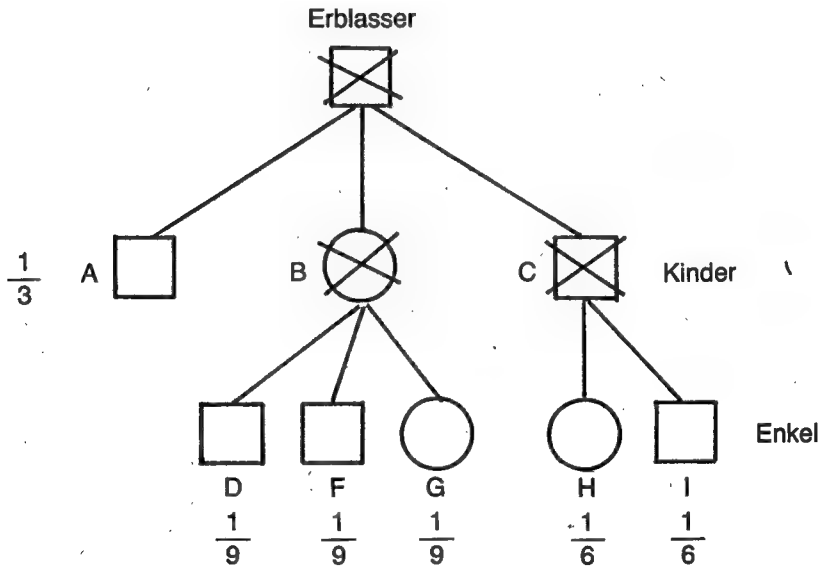 Erblasser
1/3 A B C Kinder
Enkel
D F G H I
1/9 1/9 1/9 1/6 1/6